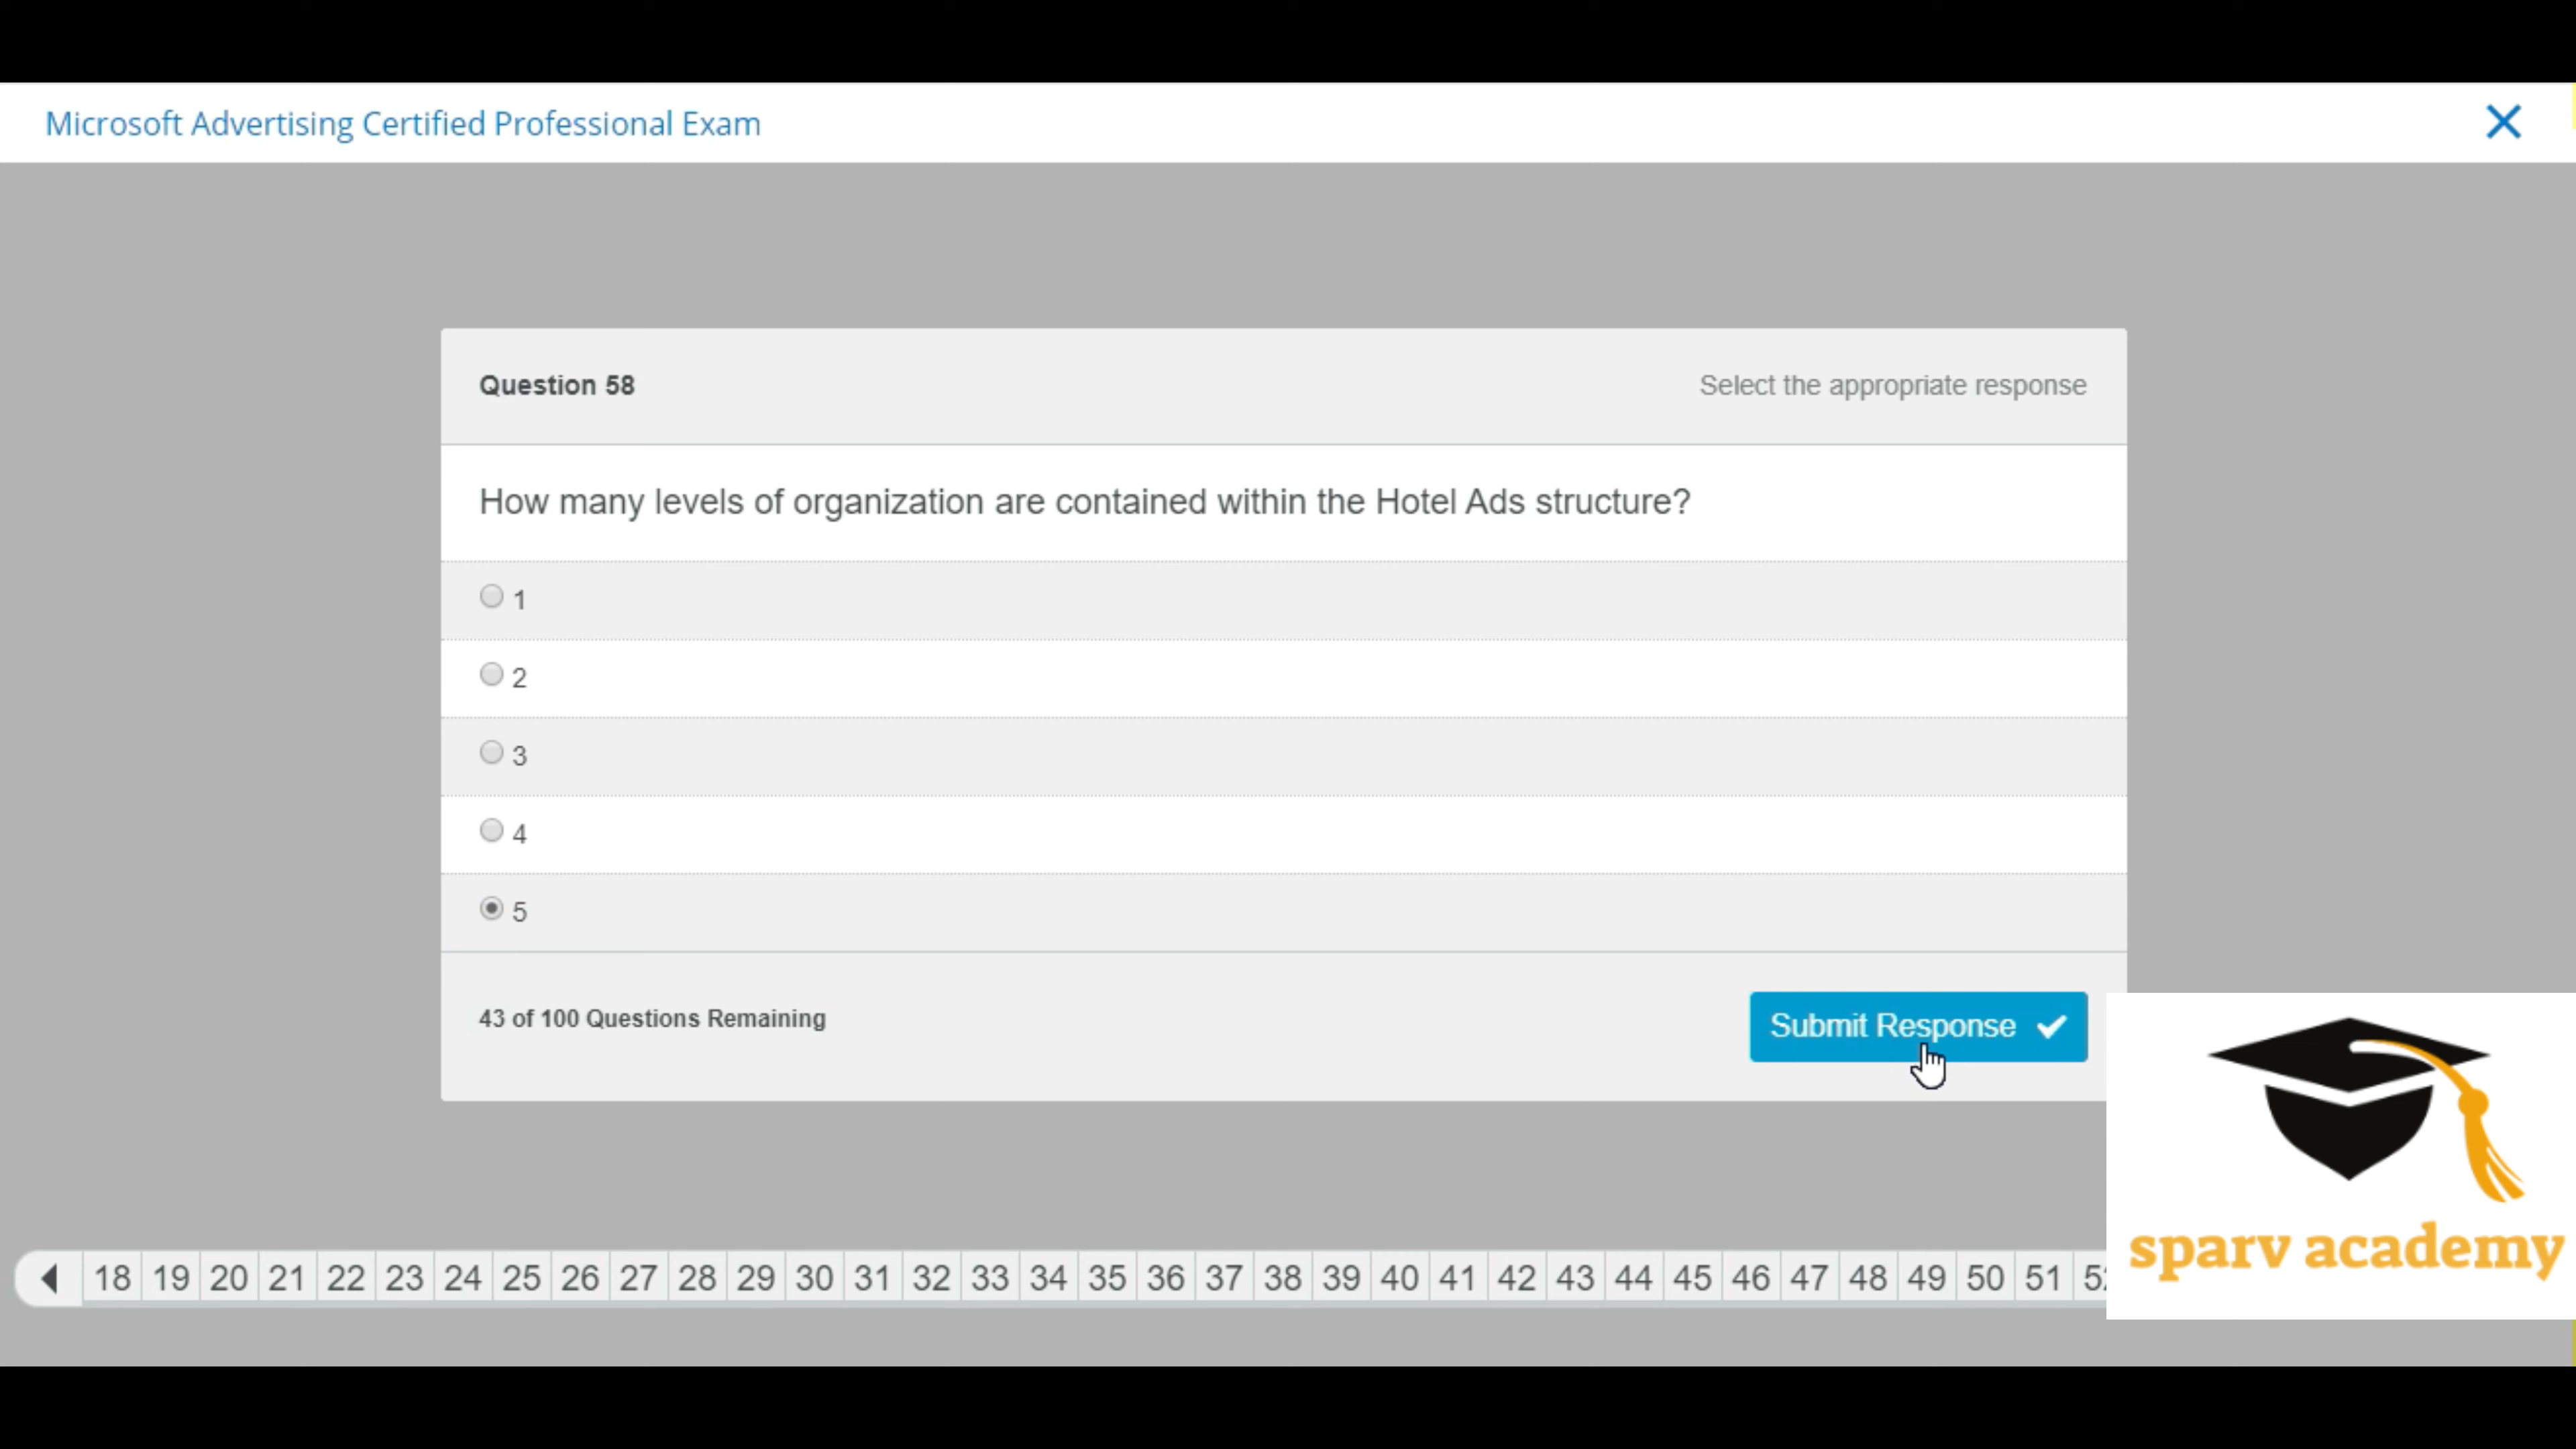 Microsoft Advertising Certified Professional Exam
Question 58
Select the appropriate response
How many levels of organization are contained within the Hotel Ads structure?
1
2
3
4
5
43 of 100 Questions Remaining
Submit Response
18 19 20 21 22 23 24 25 26 27 28 29 30 31 32 33 34 35 36 37 38 39 40 41 42 43 44 45 46 47 48 49 50 51
sparv academy